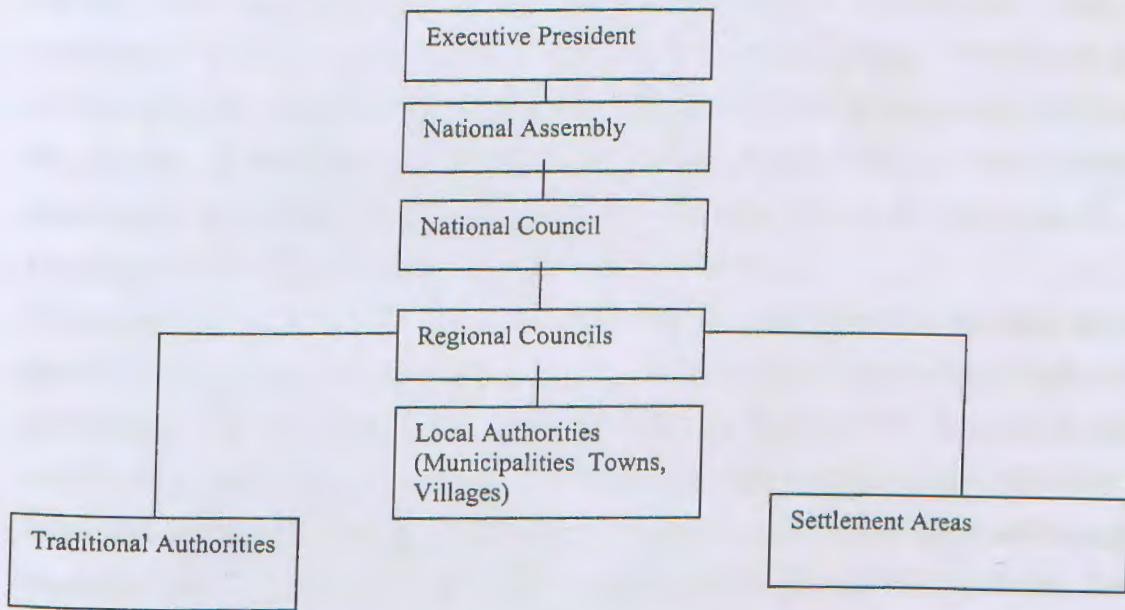 Executive President
National Assembly
National Council
Regional Councils
Local Authorities
(Municipalities Towns,
Villages)
Traditional Authorities
Settlement Areas